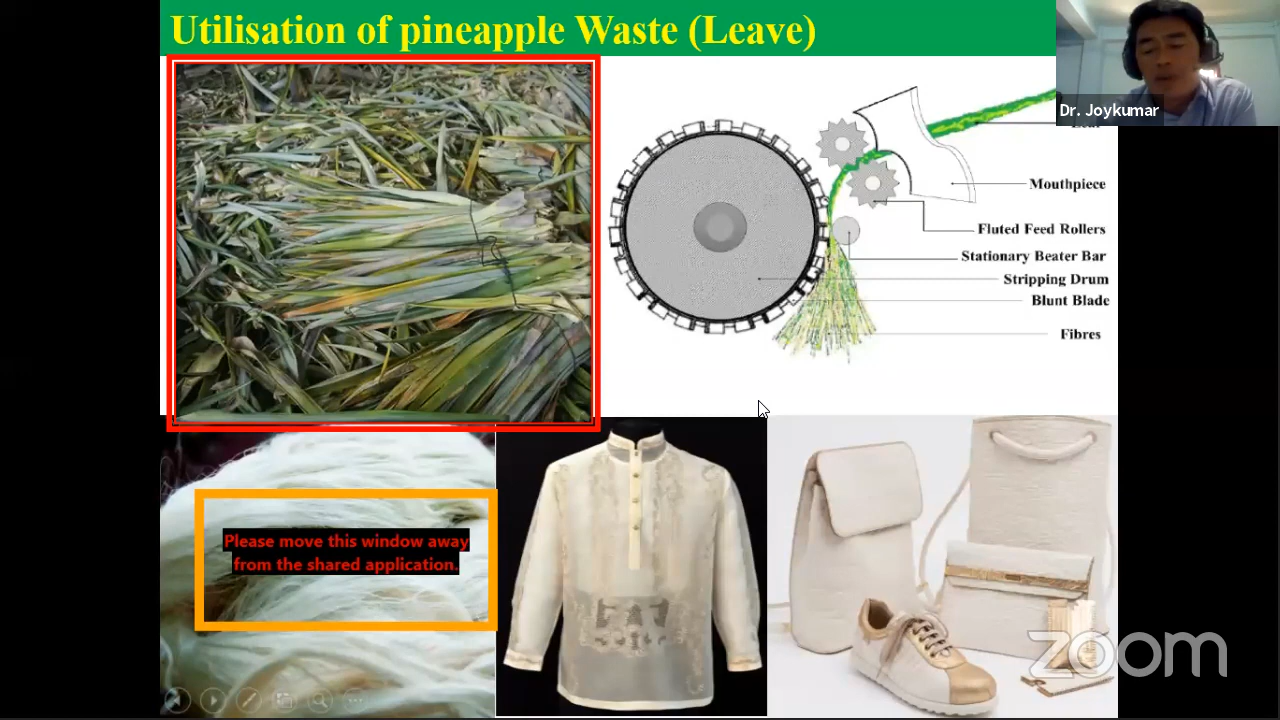 Utilisation of pineapple Waste (Leave)
Dr. Joykumar
Mouthpiece
Fluted Feed Rollers
Stationary Beater Bar
Stripping Drum
Blunt Blade
Fibres
Please move this window away
from the shared application.
zoom